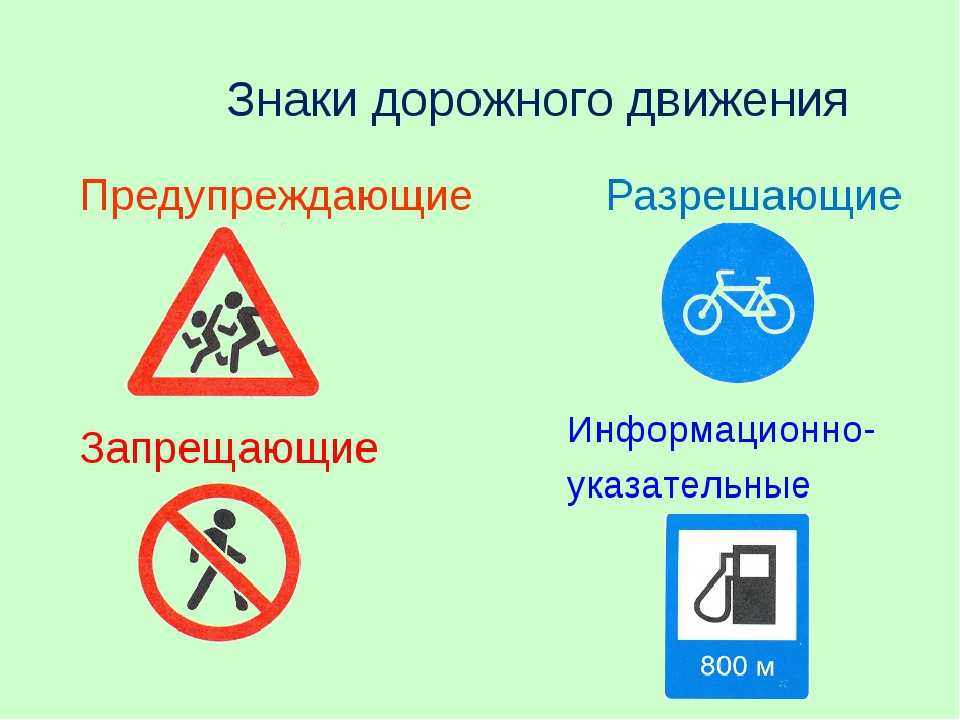 Знаки дорожного движения
Предупреждающие
Разрешающие
Запрещающие
Информационно-
указательные
800 м